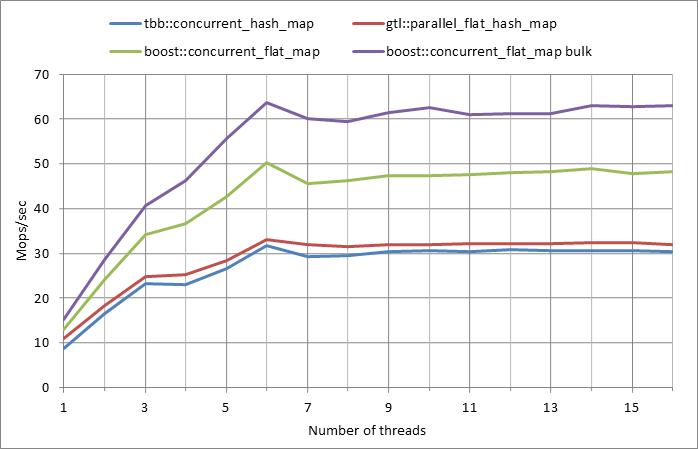 tbb::concurrent_hash_map gtl::parallel_flat_hash_map
boost::concurrent_flat_map boost::concurrent_flat_map bulk
70
60
50
40
30
20
10
0
Mops/sec
1 3 5 7 9 11 13 15
Number of threads